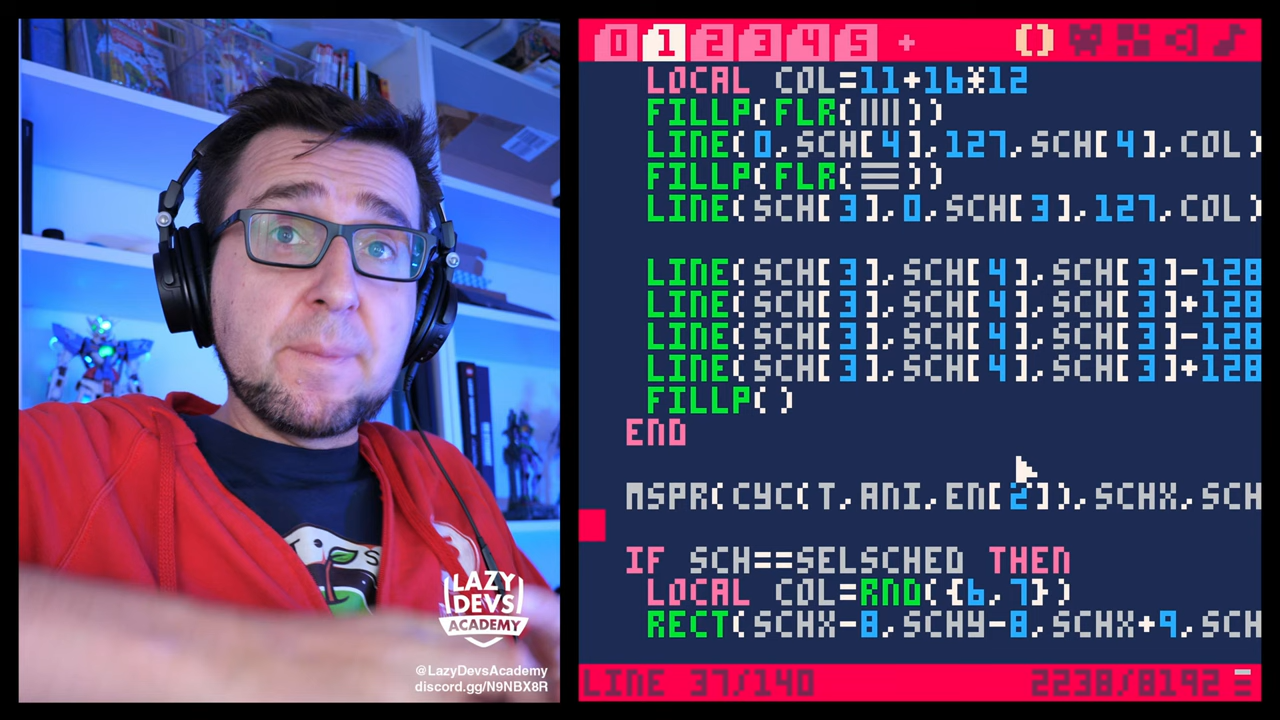 LAZY
DEVS
ACADEMY
@LazyDevsAcademy
discord.gg/N9NBX8R
0 1 2 3 4 5 +
LOCAL COL=11+16*12
FILLP(FLR(▥))
LINE(0,SCH[4],127,SCH[4],COL)
FILLP(FLR(▤))
LINE(SCH[3],0,SCH[3],127,COL)
LINE(SCH[3],SCH[4],SCH[3]-128
LINE(SCH[3],SCH[4],SCH[3]+128
LINE(SCH[3],SCH[4],SCH[3]-128
LINE(SCH[3],SCH[4],SCH[3]+128
FILLP()
END
MSPR(CYC(T,ANI,EN[2]),SCHX,SCH
IF SCH==SELSCHED THEN
LOCAL COL=RND({6,7})
RECT(SCHX-8,SCHY-8,SCHX+9,SCH
LINE 37/140
2238/8192